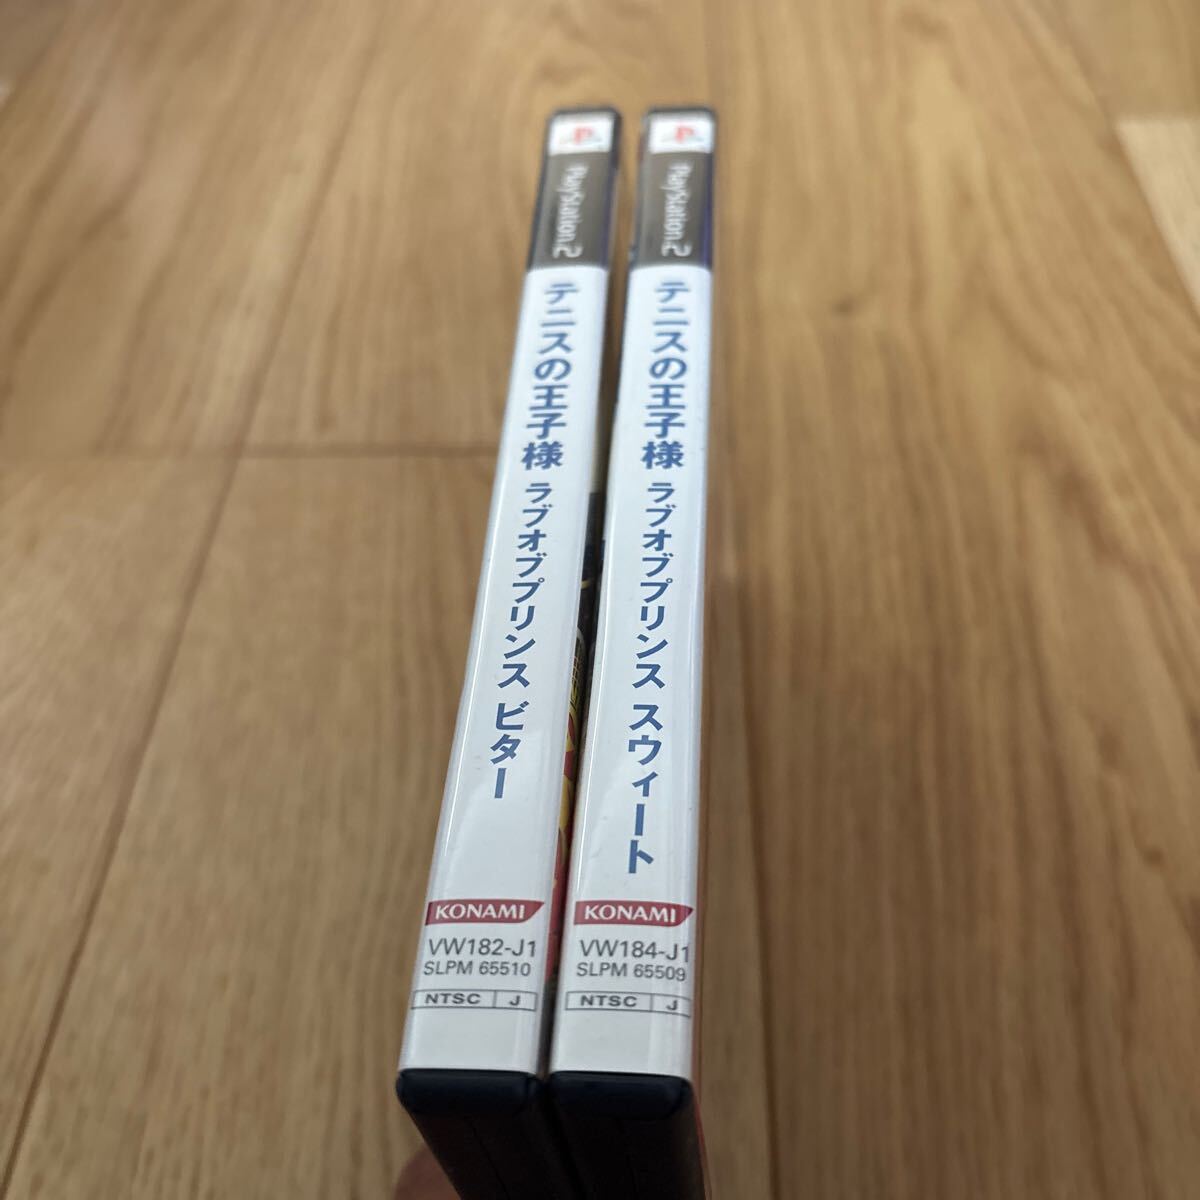 PlayStation.2
テニスの王子様 ラブオブプリンス ビター
KONAMI
VW182-J1
SLPM 65510
NTSC J
PlayStation.2
テニスの王子様 ラブオブプリンス スウィート
KONAMI
VW184-J1
SLPM 65509
NTSC J